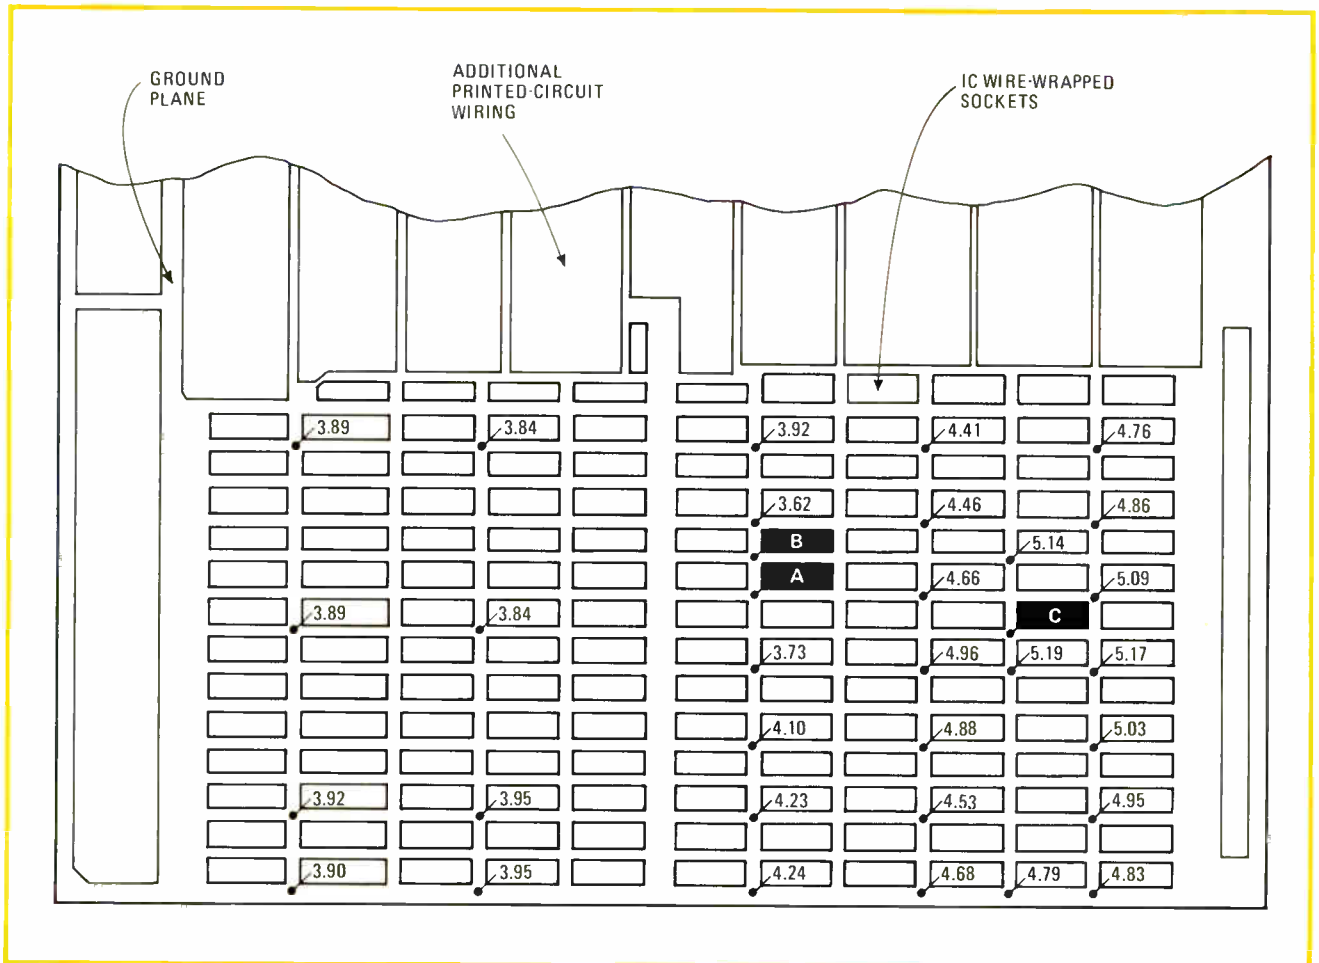 GROUND
PLANE
ADDITIONAL
PRINTED-CIRCUIT
WIRING
IC WIRE-WRAPPED
SOCKETS
3.89 3.84 3.92 4.41 4.76
3.62 4.46 4.86
B 5.14
A 4.66 5.09
3.89 3.84 C
3.73 4.96 5.19 5.17
4.10 4.88 5.03
3.92 3.95 4.23 4.53 4.95
3.90 3.95 4.24 4.68 4.79 4.83